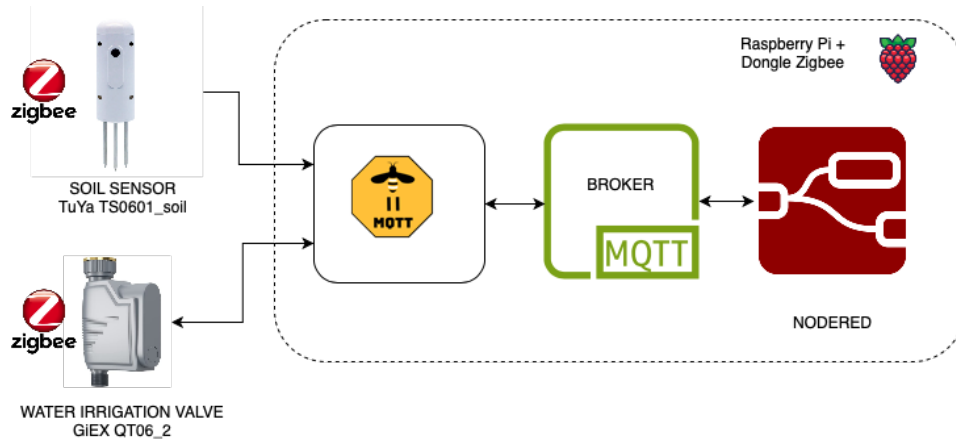 Raspberry Pi +
Dongle Zigbee
zigbee
SOIL SENSOR
TuYa TS0601_soil
MQTT
BROKER
MQTT
NODERED
zigbee
WATER IRRIGATION VALVE
GiEX QT06_2